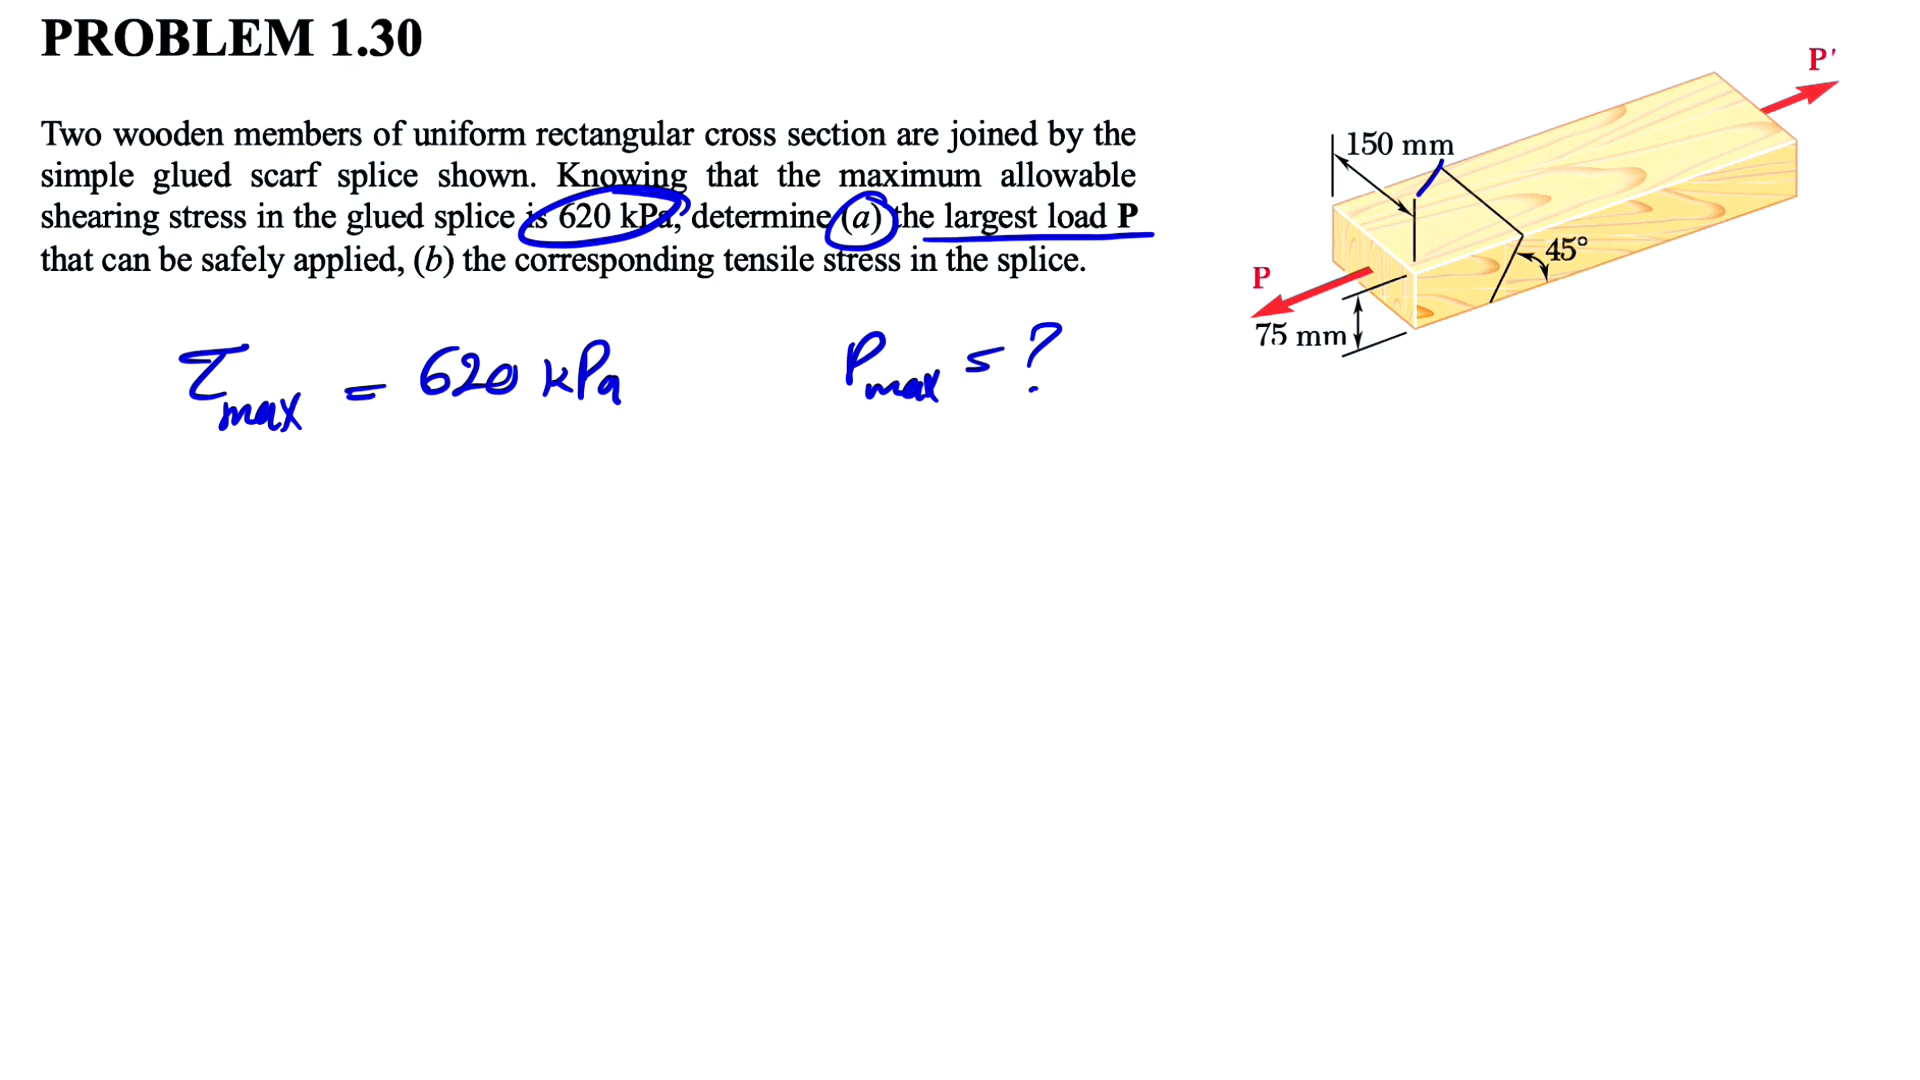 PROBLEM 1.30
Two wooden members of uniform rectangular cross section are joined by the
simple glued scarf splice shown. Knowing that the maximum allowable
shearing stress in the glued splice is 620 kPa, determine (a) the largest load P
that can be safely applied, (b) the corresponding tensile stress in the splice.
P'
150 mm
45°
P
75 mm
τmax = 620 kPa
Pmax = ?